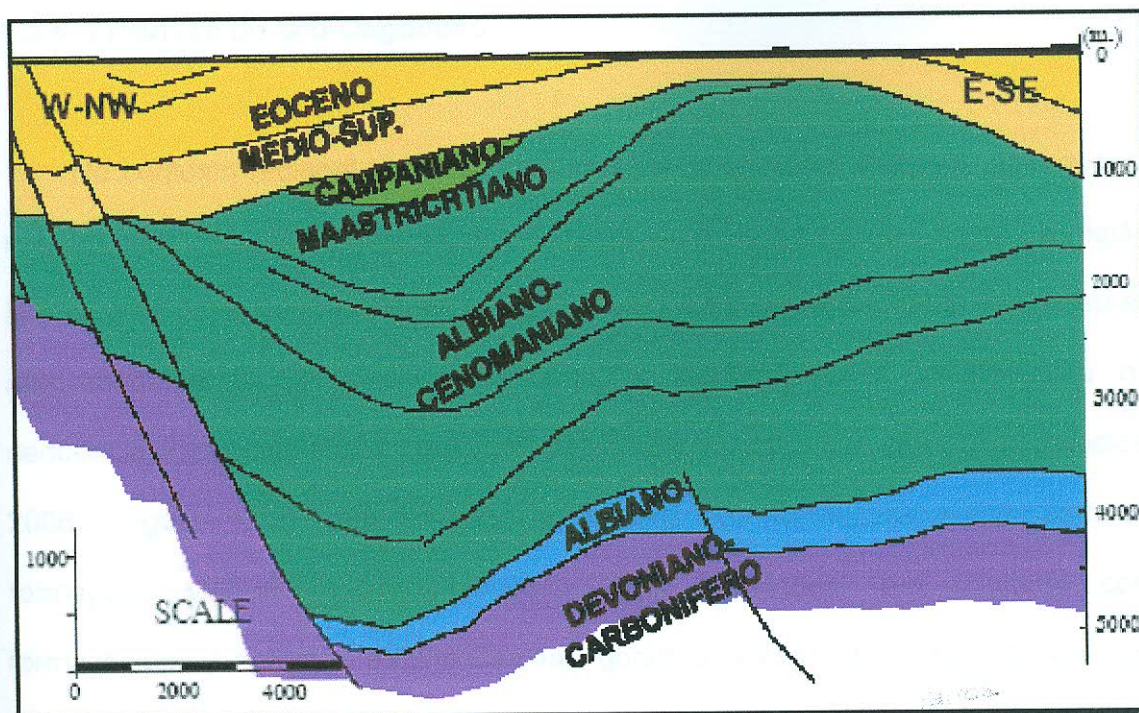 (m.)
0
W-NW
EOCENO
MEDIO-SUP.
E-SE
CAMPANIANO-
MAASTRICHTIANO
1000
2000
ALBIANO-
CENOMANIANO
3000
ALBIANO
4000
DEVONIANO-
CARBONIFERO
5000
1000
SCALE
0
2000
4000